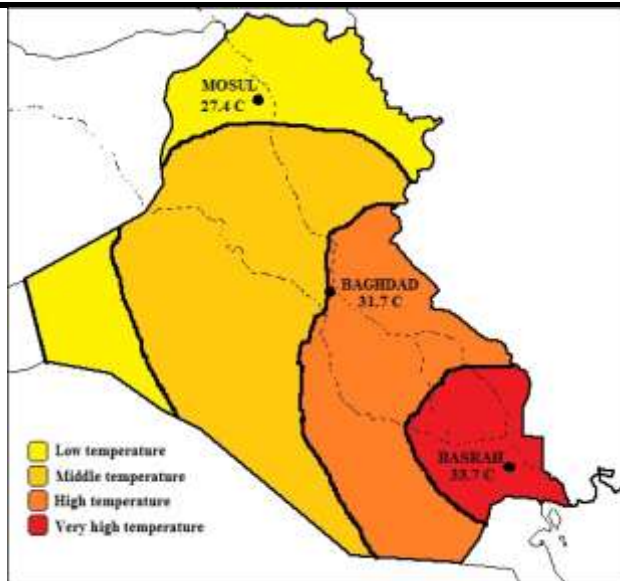 MOSUL
27.4 C
BAGHDAD
31.7 C
BASRAH
33.7 C
Low temperature
Middle temperature
High temperature
Very high temperature